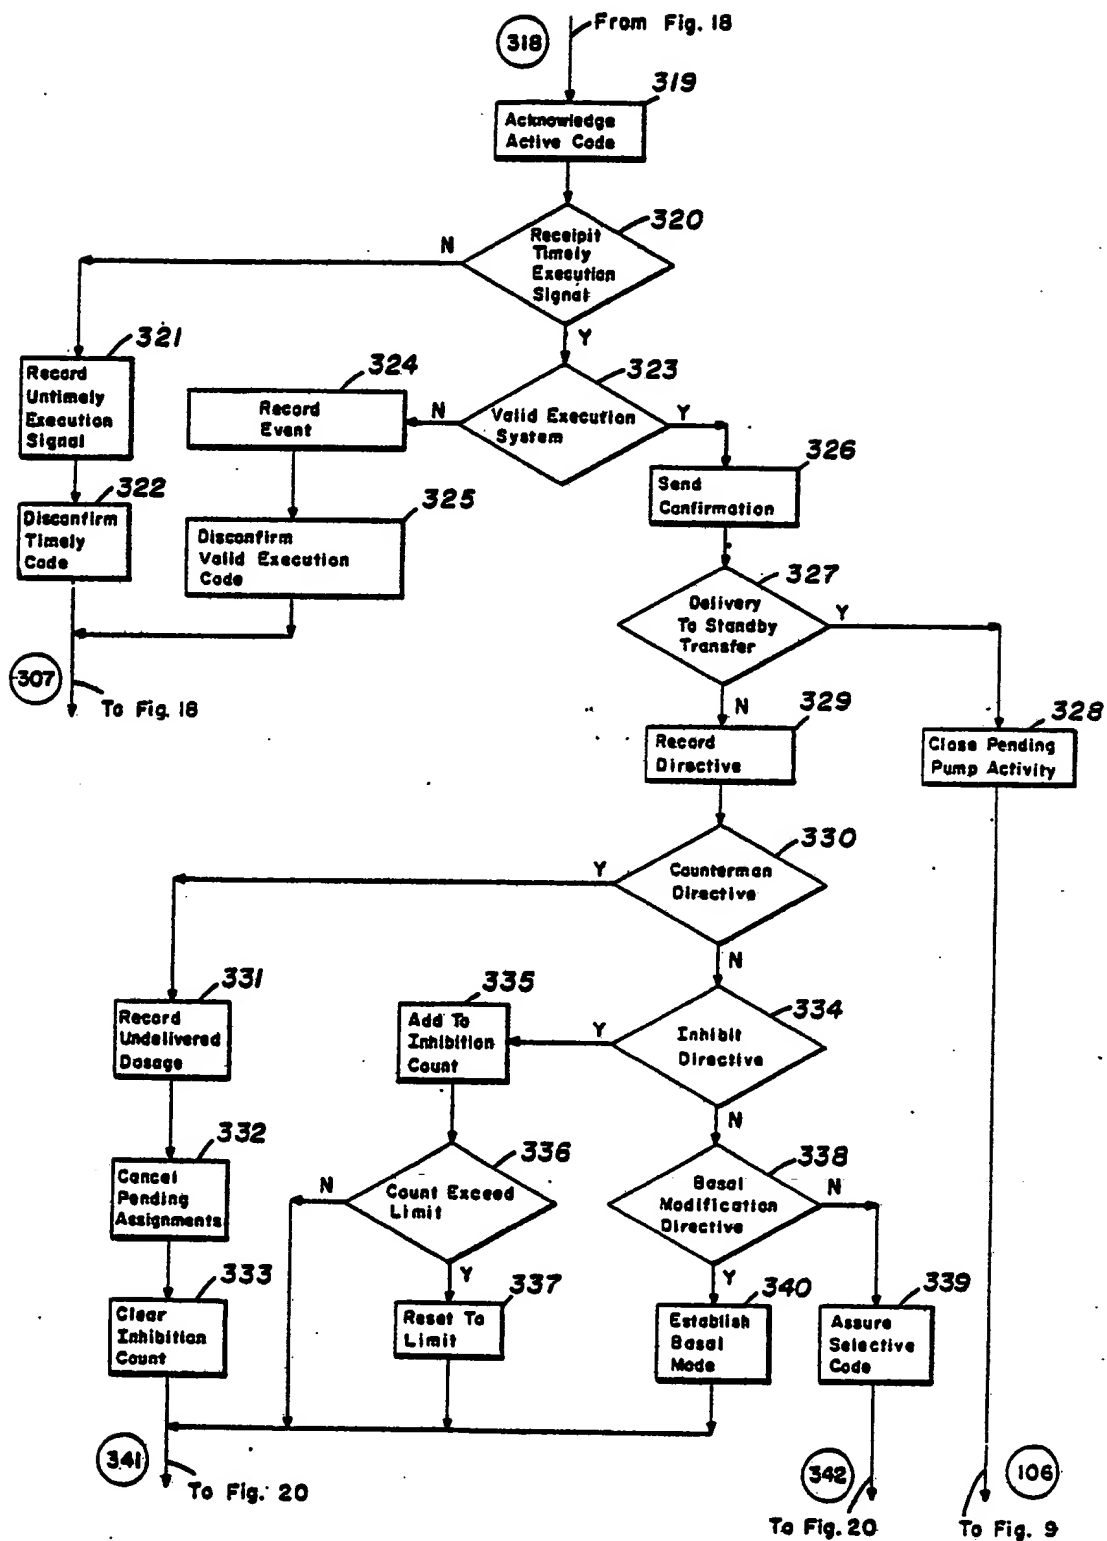 From Fig. 18
318
319
Acknowledge
Active Code
320
Receipit
Timely
Execution
Signal
N
Y
321
Record
Untimely
Execution
Signal
322
Disconfirm
Timely
Code
323
Valid Execution
System
N
Y
324
Record
Event
325
Disconfirm
Valid Execution
Code
326
Send
Confirmation
307
To Fig. 18
327
Delivery
To Standby
Transfer
Y
N
328
Close Pending
Pump Activity
329
Record
Directive
330
Counterman
Directive
Y
N
331
Record
Undelivered
Dosage
332
Cancel
Pending
Assignments
333
Clear
Inhibition
Count
334
Inhibit
Directive
Y
N
335
Add To
Inhibition
Count
336
Count Exceed
Limit
N
Y
337
Reset To
Limit
338
Basal
Modification
Directive
N
Y
340
Establish
Basal
Mode
339
Assure
Selective
Code
341
To Fig. 20
342
To Fig. 20
106
To Fig. 9